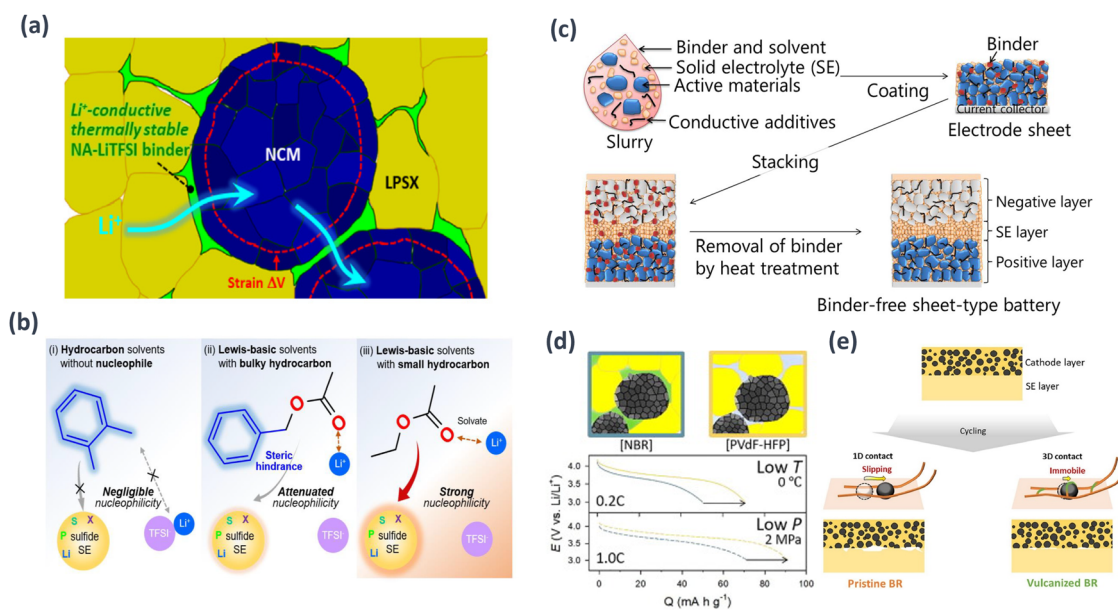 (a)
Li⁺-conductive
thermally stable
NA-LiTFSI binder
NCM
LPSX
Li⁺
Strain ΔV
(b)
(i) Hydrocarbon solvents
without nucleophile
Negligible
nucleophilicity
S X
P sulfide
Li SE
TFSI⁻
Li⁺
(ii) Lewis-basic solvents
with bulky hydrocarbon
O
O
Steric
hindrance
Li⁺
Attenuated
nucleophilicity
S X
P sulfide
Li SE
TFSI⁻
(iii) Lewis-basic solvents
with small hydrocarbon
O
O
Solvate
Li⁺
Strong
nucleophilicity
S X
P sulfide
Li SE
TFSI⁻
(c)
Binder and solvent
Solid electrolyte (SE)
Active materials
Conductive additives
Slurry
Coating
Binder
Current collector
Electrode sheet
Stacking
Removal of binder
by heat treatment
Negative layer
SE layer
Positive layer
Binder-free sheet-type battery
(d)
[NBR]
[PVdF-HFP]
E (V vs. Li/Li⁺)
4.0
3.5
3.0
Low T
0 °C
0.2C
4.0
3.5
3.0
Low P
2 MPa
1.0C
0 20 40 60 80 100
Q (mA h g⁻¹)
(e)
Cathode layer
SE layer
Cycling
1D contact
Slipping
Pristine BR
3D contact
Immobile
Vulcanized BR